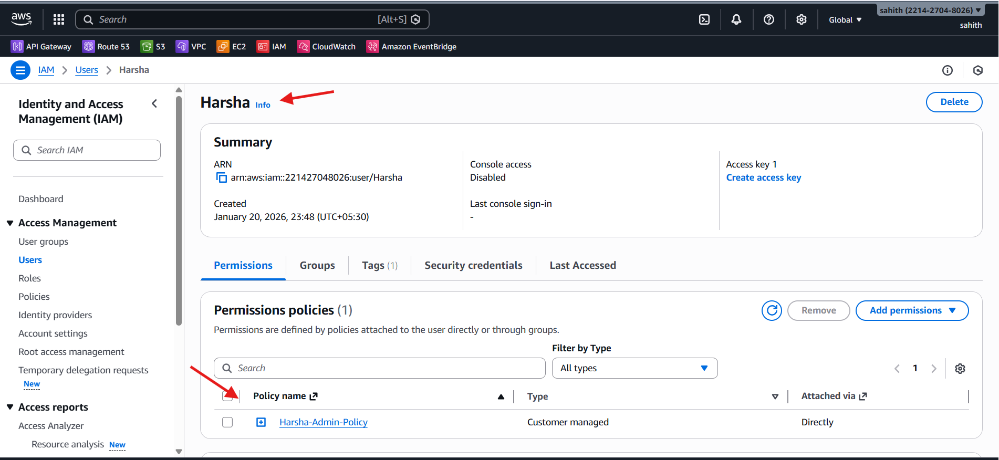 aws
Search [Alt+S]
Global
sahith (2214-2704-8026)
sahith
API Gateway Route 53 S3 VPC EC2 IAM CloudWatch Amazon EventBridge
IAM Users Harsha
Identity and Access Management (IAM)
Search IAM
Dashboard
Access Management
User groups
Users
Roles
Policies
Identity providers
Account settings
Root access management
Temporary delegation requests
New
Access reports
Access Analyzer
Resource analysis New
Harsha Info
Delete
Summary
ARN
arn:aws:iam::221427048026:user/Harsha
Created
January 20, 2026, 23:48 (UTC+05:30)
Console access
Disabled
Last console sign-in
-
Access key 1
Create access key
Permissions Groups Tags (1) Security credentials Last Accessed
Permissions policies (1)
Remove
Add permissions
Permissions are defined by policies attached to the user directly or through groups.
Filter by Type
Search
All types
1
Policy name Type Attached via
Harsha-Admin-Policy Customer managed Directly